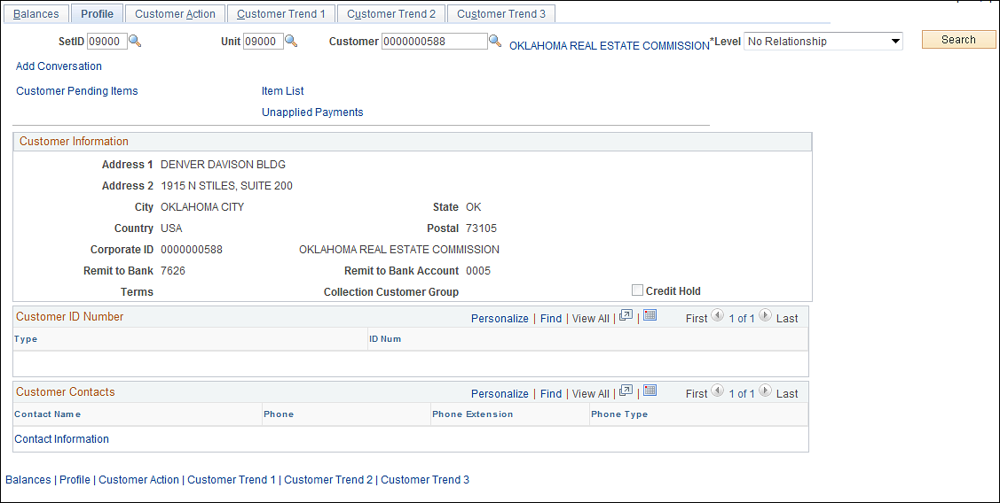 Balances Profile Customer Action Customer Trend 1 Customer Trend 2 Customer Trend 3
SetID 09000 Unit 09000 Customer 0000000588 OKLAHOMA REAL ESTATE COMMISSION *Level No Relationship Search
Add Conversation
Customer Pending Items Item List
Unapplied Payments
Customer Information
Address 1 DENVER DAVISON BLDG
Address 2 1915 N STILES, SUITE 200
City OKLAHOMA CITY State OK
Country USA Postal 73105
Corporate ID 0000000588 OKLAHOMA REAL ESTATE COMMISSION
Remit to Bank 7626 Remit to Bank Account 0005
Terms Collection Customer Group Credit Hold
Customer ID Number Personalize | Find | View All | | First 1 of 1 Last
Type ID Num
Customer Contacts Personalize | Find | View All | | First 1 of 1 Last
Contact Name Phone Phone Extension Phone Type
Contact Information
Balances | Profile | Customer Action | Customer Trend 1 | Customer Trend 2 | Customer Trend 3